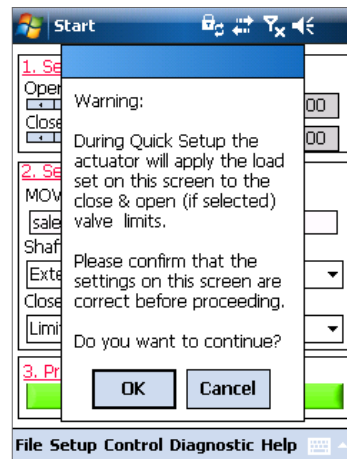 Start
1. Se
Oper
00
Close
00
Warning:
During Quick Setup the
actuator will apply the load
set on this screen to the
close & open (if selected)
valve limits.
Please confirm that the
settings on this screen are
correct before proceeding.
Do you want to continue?
OK
Cancel
2. Se
MOV
sale
Shaf
Exte
Close
Limi
3. Pr
File Setup Control Diagnostic Help